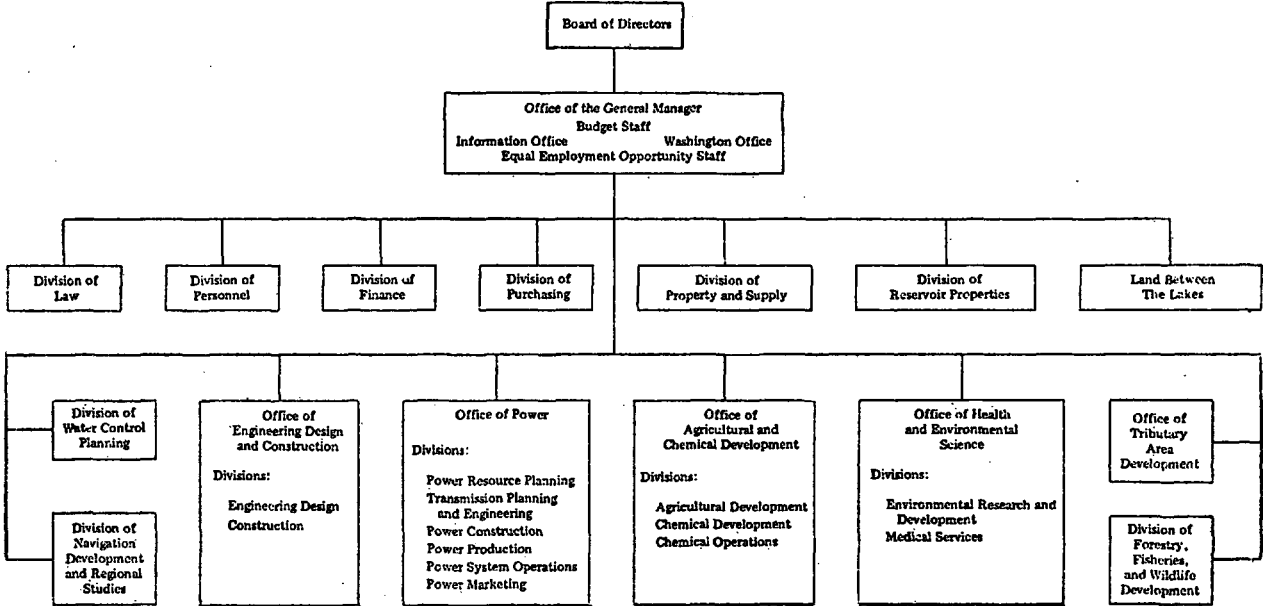 Board of Directors
Office of the General Manager
Budget Staff
Information Office Washington Office
Equal Employment Opportunity Staff
Division of
Law
Division of
Personnel
Division of
Finance
Division of
Purchasing
Division of
Property and Supply
Division of
Reservoir Properties
Land Between
The Lakes
Division of
Water Control
Planning
Division of
Navigation
Development
and Regional
Studies
Office of
Engineering Design
and Construction
Divisions:
Engineering Design
Construction
Office of Power
Divisions:
Power Resource Planning
Transmission Planning
and Engineering
Power Construction
Power Production
Power System Operations
Power Marketing
Office of
Agricultural and
Chemical Development
Divisions:
Agricultural Development
Chemical Development
Chemical Operations
Office of Health
and Environmental
Science
Divisions:
Environmental Research and
Development
Medical Services
Office of
Tributary
Area
Development
Division of
Forestry,
Fisheries,
and Wildlife
Development